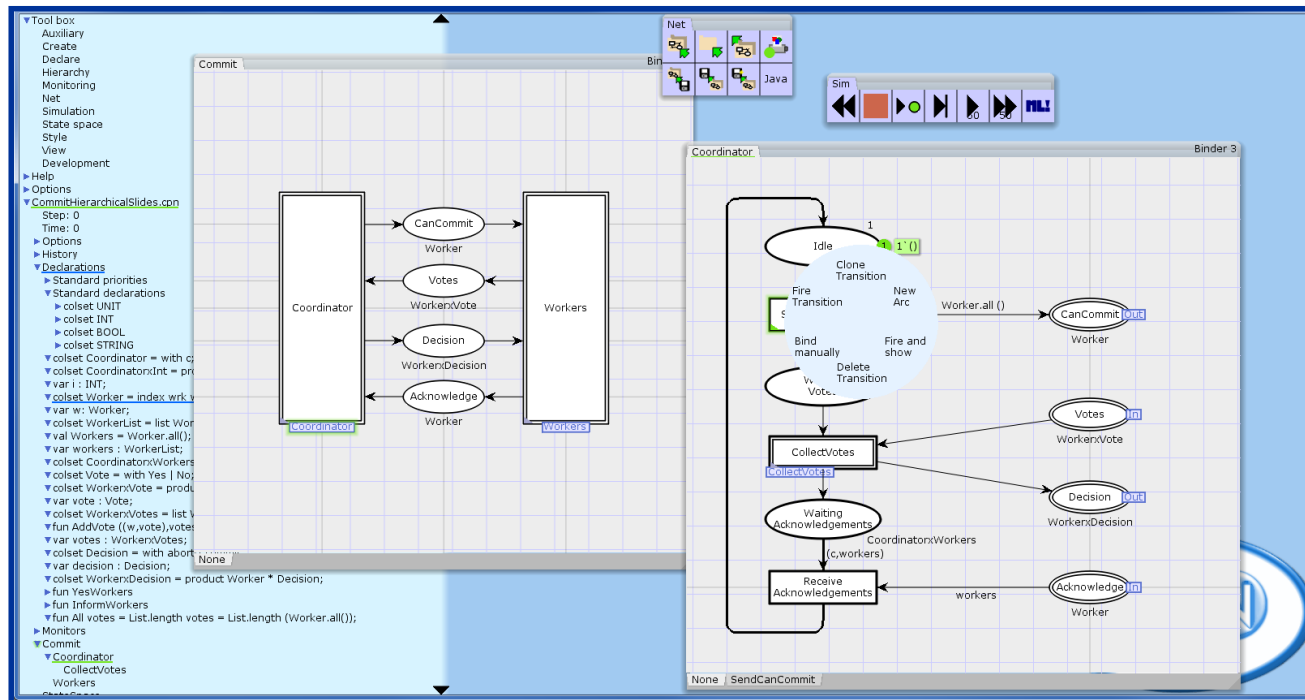 Tool box
Auxiliary
Create
Declare
Hierarchy
Monitoring
Net
Simulation
State space
Style
View
Development
Help
Options
CommitHierarchicalSlides.cpn
Step: 0
Time: 0
Options
History
Declarations
Standard priorities
Standard declarations
colset UNIT
colset INT
colset BOOL
colset STRING
colset Coordinator = with c;
colset CoordinatorxInt =
var i : INT;
colset Worker = index wrk
var w: Worker;
colset WorkerList = list
val Workers = Worker.all();
var workers : WorkerList;
colset CoordinatorxWorkers
colset Vote = with Yes | No;
colset WorkerxVote =
var vote : Vote;
colset WorkerxVotes = list
fun AddVote ((w,vote),votes
var votes : WorkerxVotes;
colset Decision = with abort
var decision : Decision;
colset WorkerxDecision = product Worker * Decision;
fun YesWorkers
fun InformWorkers
fun All votes = List.length votes = List.length (Worker.all());
Monitors
Commit
Coordinator
CollectVotes
Workers
Commit
Coordinator
Coordinator
CanCommit
Worker
Votes
WorkerxVote
Decision
WorkerxDecision
Acknowledge
Worker
Workers
Workers
None
Net
Java
Sim
50
50
ML!
Coordinator
Binder 3
1
Idle
1
1`()
Clone
Transition
Fire
Transition
New
Arc
Bind
manually
Fire and
show
Delete
Transition
Worker.all ()
CanCommit
Out
Worker
Votes
In
WorkerxVote
CollectVotes
CollectVotes
Decision
Out
WorkerxDecision
Waiting
Acknowledgements
CoordinatorxWorkers
(c,workers)
Receive
Acknowledgements
workers
Acknowledge
In
Worker
None
SendCanCommit